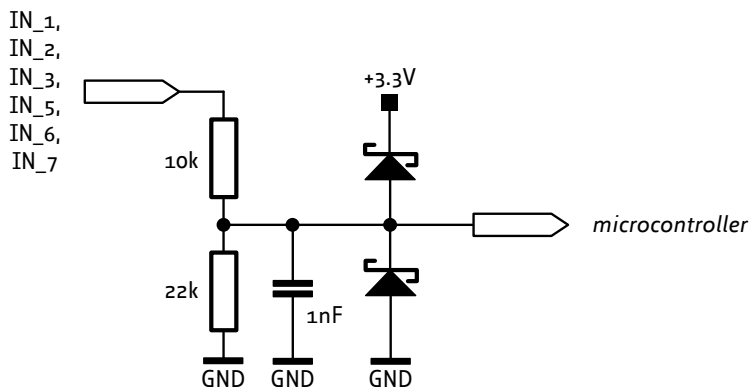 IN_1,
IN_2,
IN_3,
IN_5,
IN_6,
IN_7
+3.3V
10k
microcontroller
22k
1nF
GND GND GND